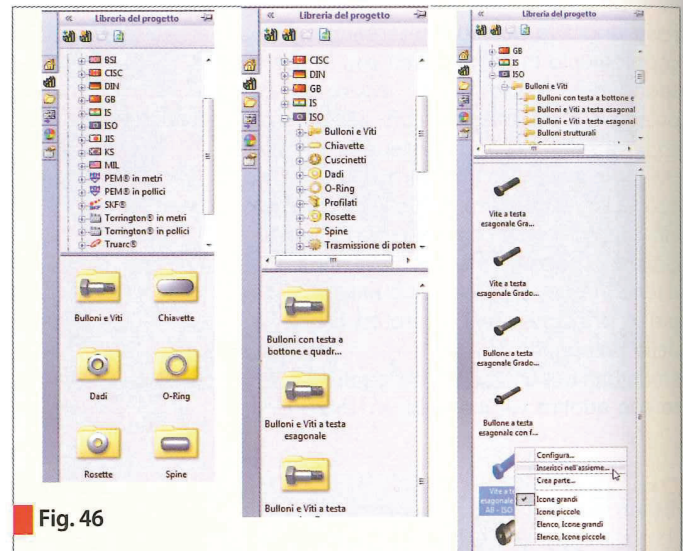 Libreria del progetto
BSI
CISC
DIN
GB
IS
ISO
JIS
KS
MIL
PEM® in metri
PEM® in pollici
SKF®
Torrington® in metri
Torrington® in pollici
Truarc®
Bulloni e Viti
Chiavette
Dadi
O-Ring
Rosette
Spine
Libreria del progetto
CISC
DIN
GB
IS
ISO
Bulloni e Viti
Chiavette
Cuscinetti
Dadi
O-Ring
Profilati
Rosette
Spine
Trasmissione di poten
Bulloni con testa a
bottone e quadr...
Bulloni e Viti a testa
esagonale
Bulloni e Viti a testa
Libreria del progetto
GB
IS
ISO
Bulloni e Viti
Bulloni con testa a bottone e
Bulloni e Viti a testa esagonal
Bulloni e Viti a testa esagonal
Bulloni strutturali
Vite a testa
esagonale Gra...
Vite a testa
esagonale Grado...
Bullone a testa
esagonale Grado...
Bullone a testa
esagonale con f...
Vite a te
esagonale
AB - ISO
Configura...
Inserisci nell'assieme...
Crea parte...
Icone grandi
Icone piccole
Elenco, Icone grandi
Elenco, Icone piccole
Fig. 46